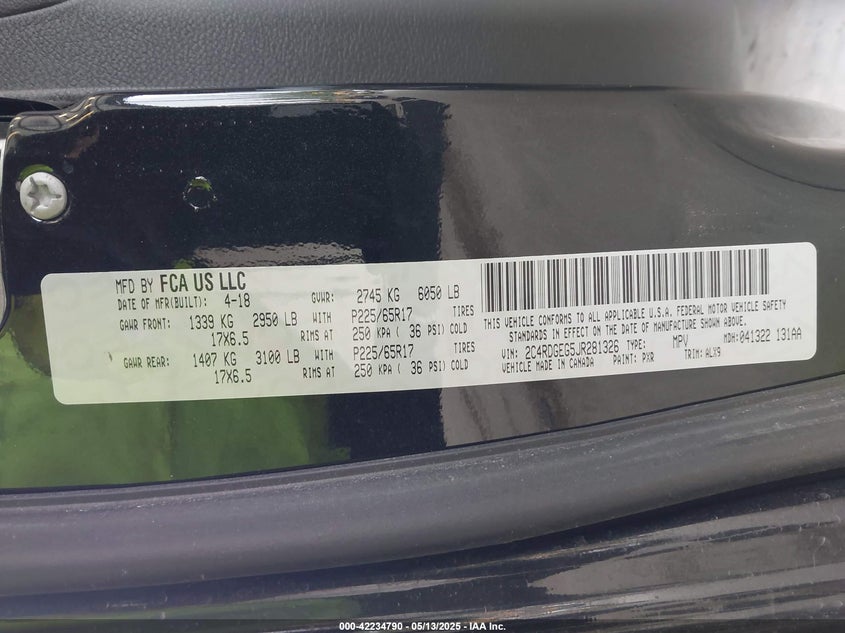 MFD BY FCA US LLC
DATE OF MFR(BUILT): 4-18 GVWR: 2745 KG 6050 LB
GAWR FRONT: 1339 KG 2950 LB WITH P225/65R17 TIRES
17X6.5 RIMS AT 250 KPA ( 36 PSI) COLD
GAWR REAR: 1407 KG 3100 LB WITH P225/65R17 TIRES
17X6.5 RIMS AT 250 KPA ( 36 PSI) COLD
THIS VEHICLE CONFORMS TO ALL APPLICABLE U.S.A. FEDERAL MOTOR VEHICLE SAFETY
STANDARDS IN EFFECT ON THE DATE OF MANUFACTURE SHOWN ABOVE.
VIN: 2C4RDGEG5JR281326 TYPE: MPV MDH: 041322 131AA
VEHICLE MADE IN CANADA PAINT: PXR TRIM: ALX9
000-42234790 — 05/13/2025 — IAA Inc.